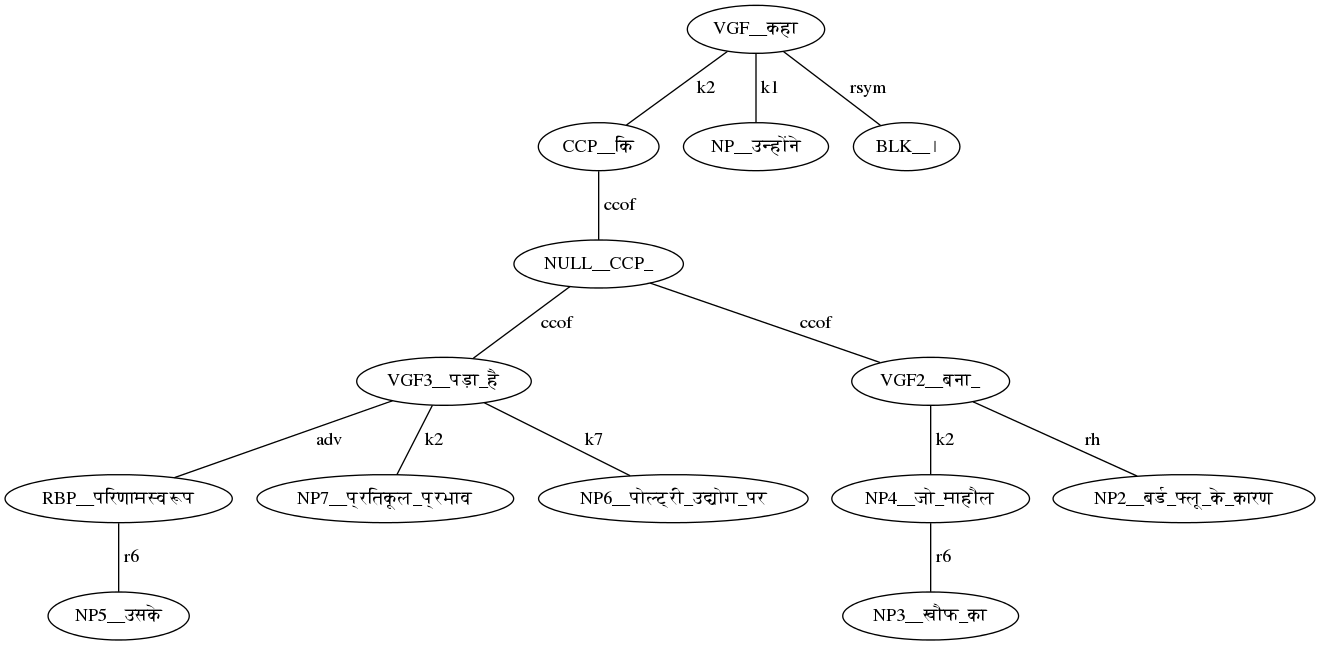 VGF__कहा
k2 k1 rsym
CCP__कि NP__उन्होंने BLK__।
ccof
NULL__CCP_
ccof ccof
VGF3__पड़ा_है VGF2__बना_
adv k2 k7 k2 rh
RBP__परिणामस्वरूप NP7__प्रतिकूल_प्रभाव NP6__पोल्ट्री_उद्योग_पर NP4__जो_माहौल NP2__बर्ड_फ्लू_के_कारण
r6 r6
NP5__उसके NP3__खौफ_का